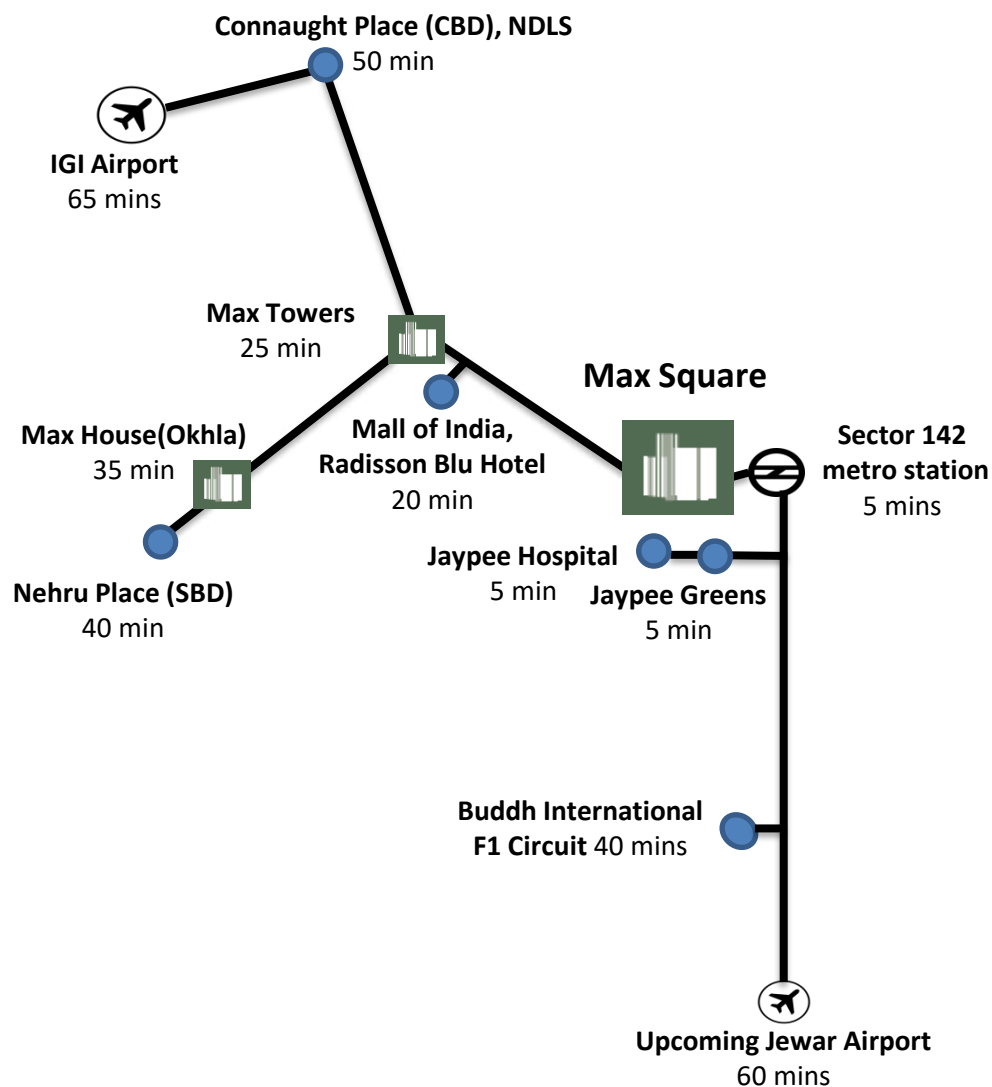 Connaught Place (CBD), NDLS
50 min
IGI Airport
65 mins
Max Towers
25 min
Max Square
Max House(Okhla)
35 min
Mall of India,
Radisson Blu Hotel
20 min
Sector 142
metro station
5 mins
Jaypee Hospital
5 min
Jaypee Greens
5 min
Nehru Place (SBD)
40 min
Buddh International
F1 Circuit 40 mins
Upcoming Jewar Airport
60 mins